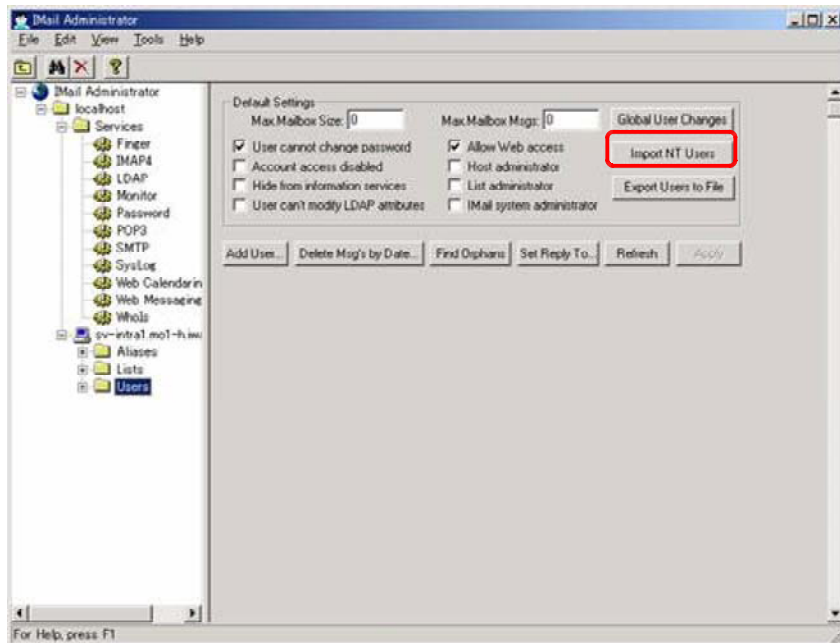 IMail Administrator
File Edit View Tools Help
IMail Administrator
localhost
Services
Finger
IMAP4
LDAP
Monitor
Password
POP3
SMTP
SysLog
Web Calendarin
Web Messaging
WhoIs
sv-intra1.mo1-h.iwa
Aliases
Lists
Users
Default Settings
Max.Mailbox Size: 0 Max.Mailbox Msgs: 0 Global User Changes
User cannot change password Allow Web access Import NT Users
Account access disabled Host administrator
Hide from information services List administrator Export Users to File
User can't modify LDAP attributes IMail system administrator
Add User... Delete Msg's by Date... Find Orphans Set Reply To... Refresh Apply
For Help, press F1